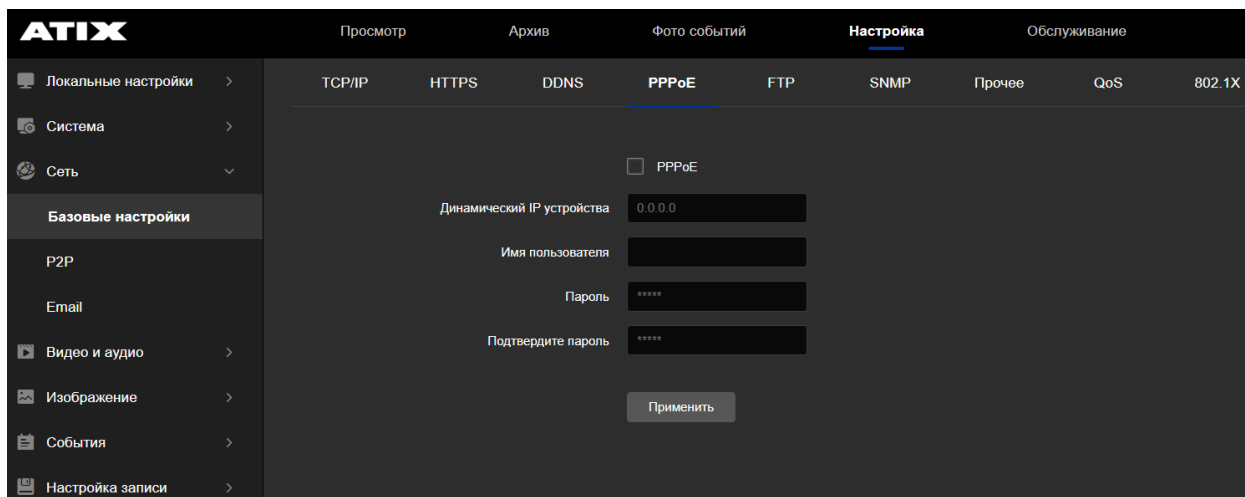 ATIX Просмотр Архив Фото событий Настройка Обслуживание
Локальные настройки
Система
Сеть
Базовые настройки
P2P
Email
Видео и аудио
Изображение
События
Настройка записи
TCP/IP HTTPS DDNS PPPoE FTP SNMP Прочее QoS 802.1X
PPPoE
Динамический IP устройства 0.0.0.0
Имя пользователя
Пароль *****
Подтвердите пароль *****
Применить